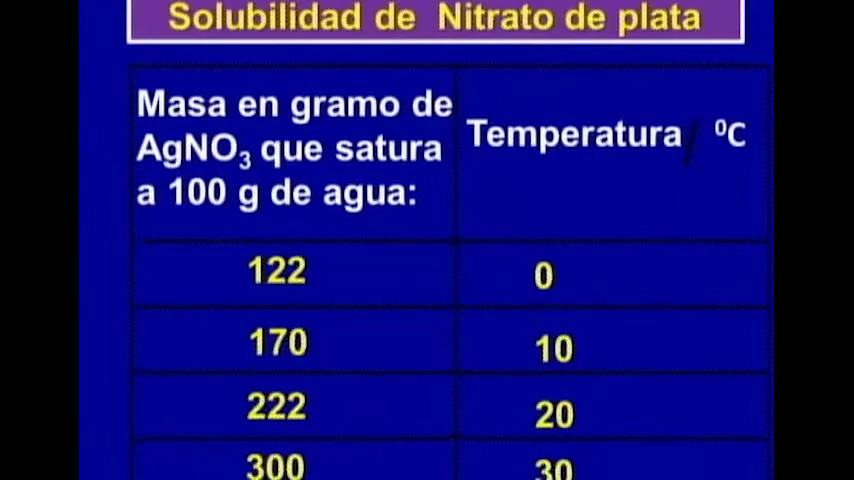 Solubilidad de Nitrato de plata
Masa en gramo de
AgNO₃ que satura
a 100 g de agua:
Temperatura/ ⁰C
122 0
170 10
222 20
300 30